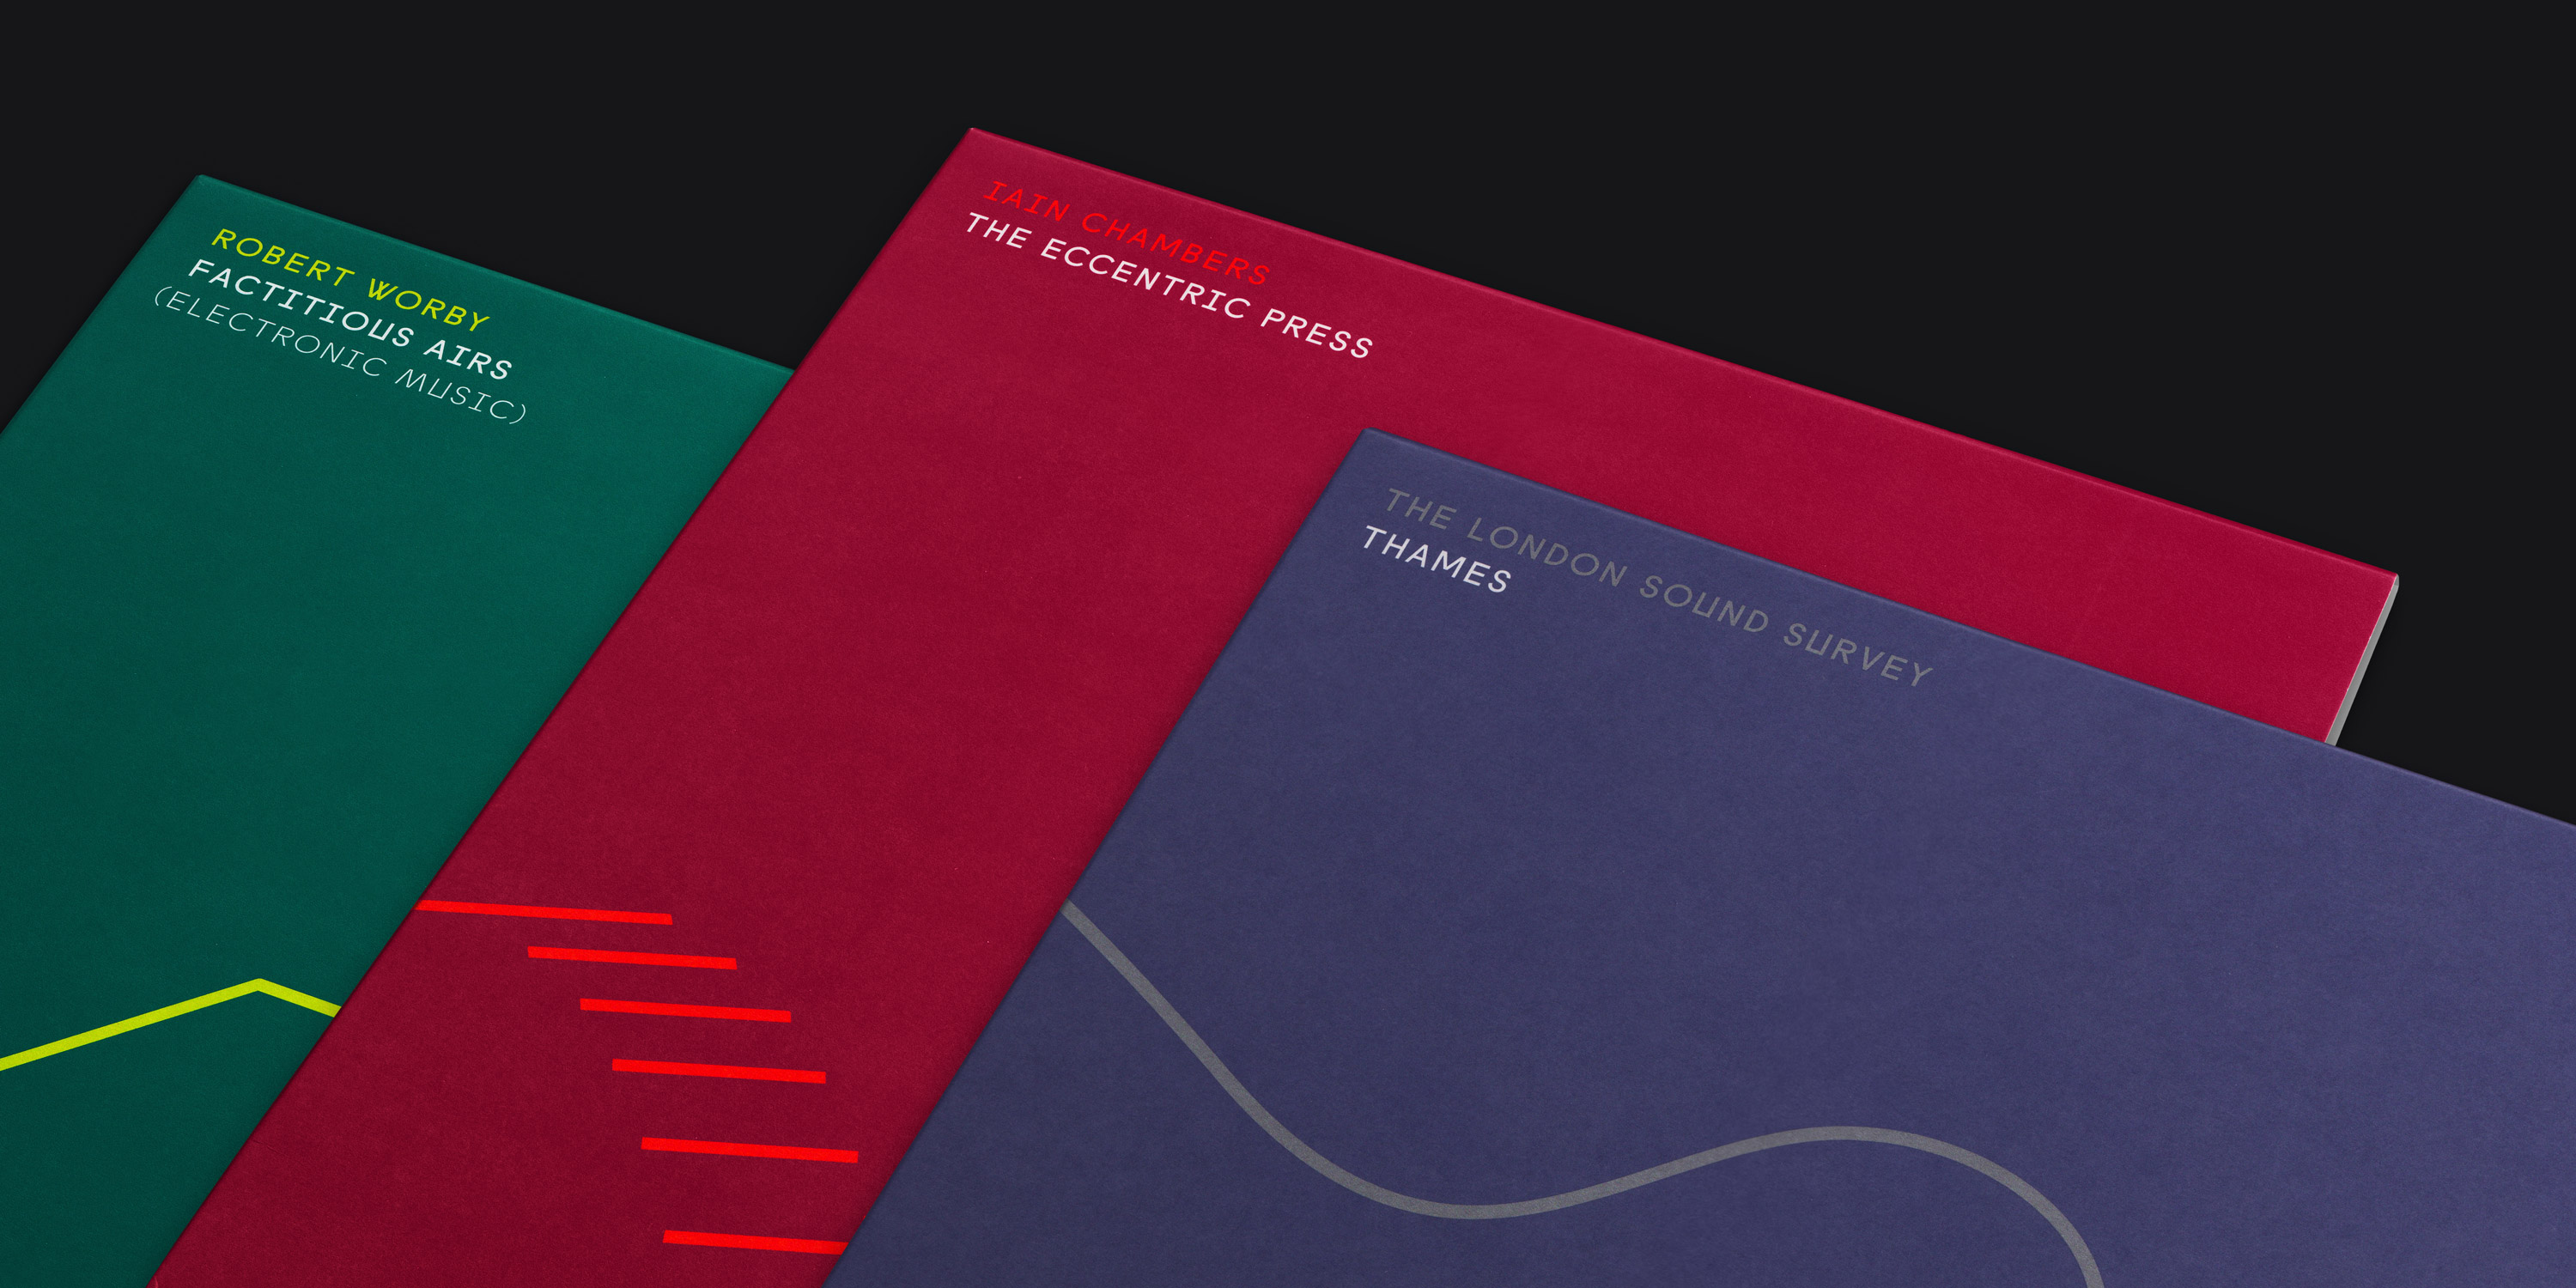 ROBERT WORBY
FACTITIOUS AIRS
(ELECTRONIC MUSIC)
IAIN CHAMBERS
THE ECCENTRIC PRESS
THE LONDON SOUND SURVEY
THAMES